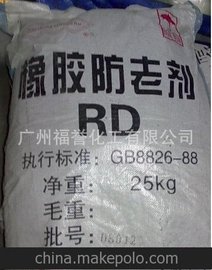 橡胶防老剂
RD
广州福誉化工有限公司
执行标准：GB8826-88
净重：25kg
毛重：
批号：
china.makepolo.com